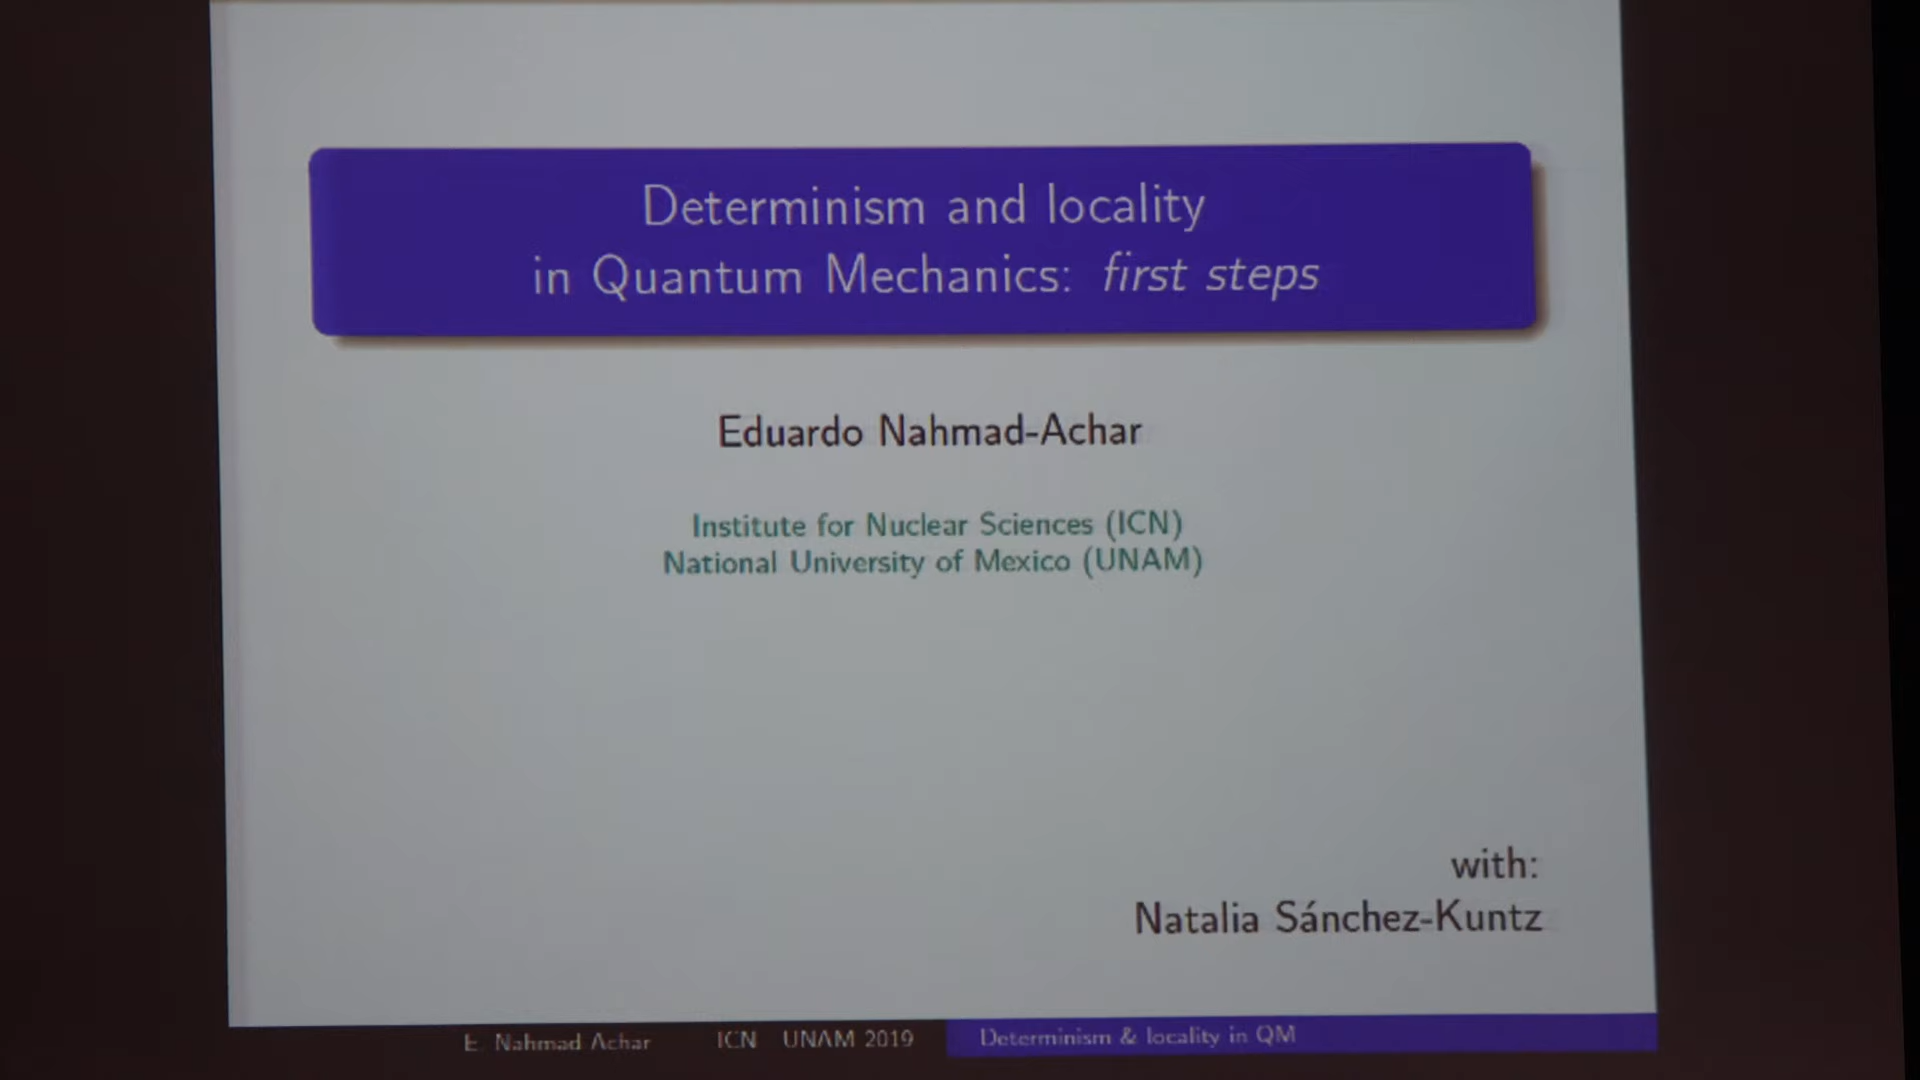 Determinism and locality
in Quantum Mechanics: first steps
Eduardo Nahmad-Achar
Institute for Nuclear Sciences (ICN)
National University of Mexico (UNAM)
with:
Natalia Sánchez-Kuntz
E. Nahmad Achar ICN UNAM 2019 Determinism & locality in QM